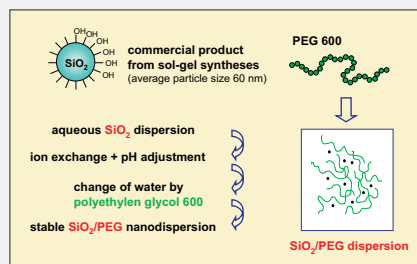 OH
OH
OH
OH
OH
SiO₂
commercial product
from sol-gel syntheses
(average particle size 60 nm)
PEG 600
aqueous SiO₂ dispersion
ion exchange + pH adjustment
change of water by
polyethylen glycol 600
stable SiO₂/PEG nanodispersion
SiO₂/PEG dispersion